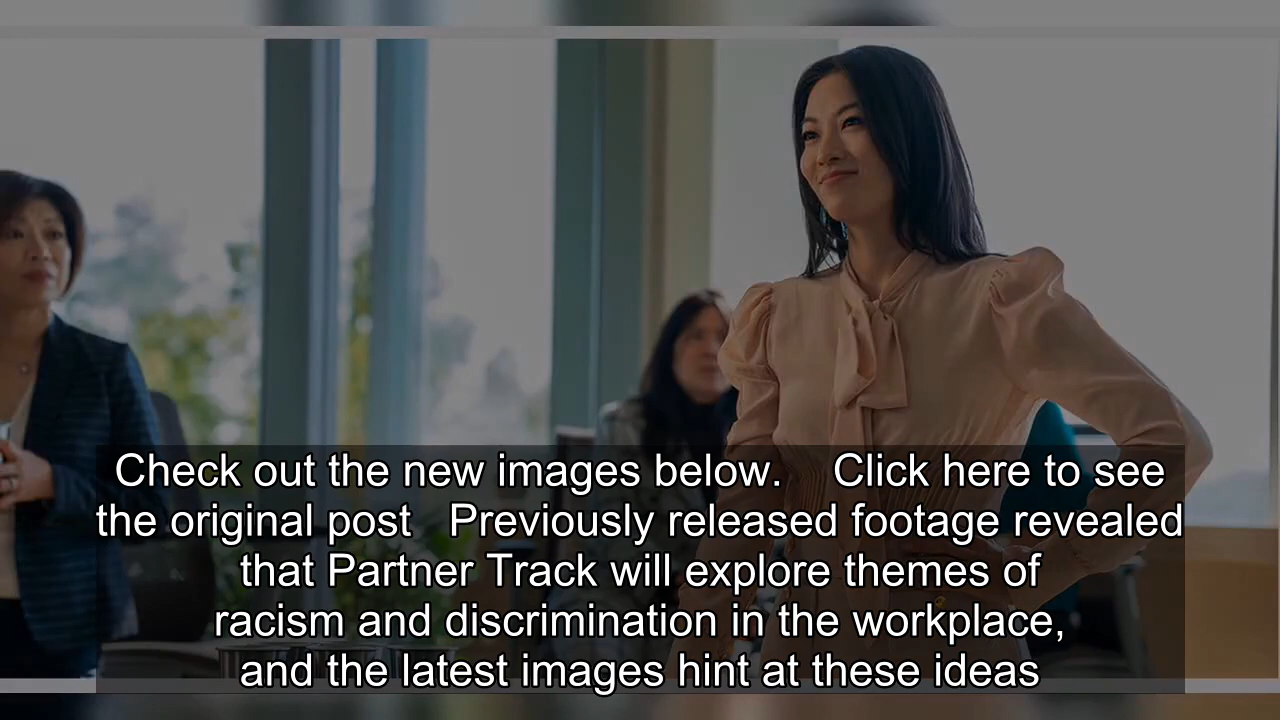 Check out the new images below.    Click here to see
the original post   Previously released footage revealed
that Partner Track will explore themes of
racism and discrimination in the workplace,
and the latest images hint at these ideas